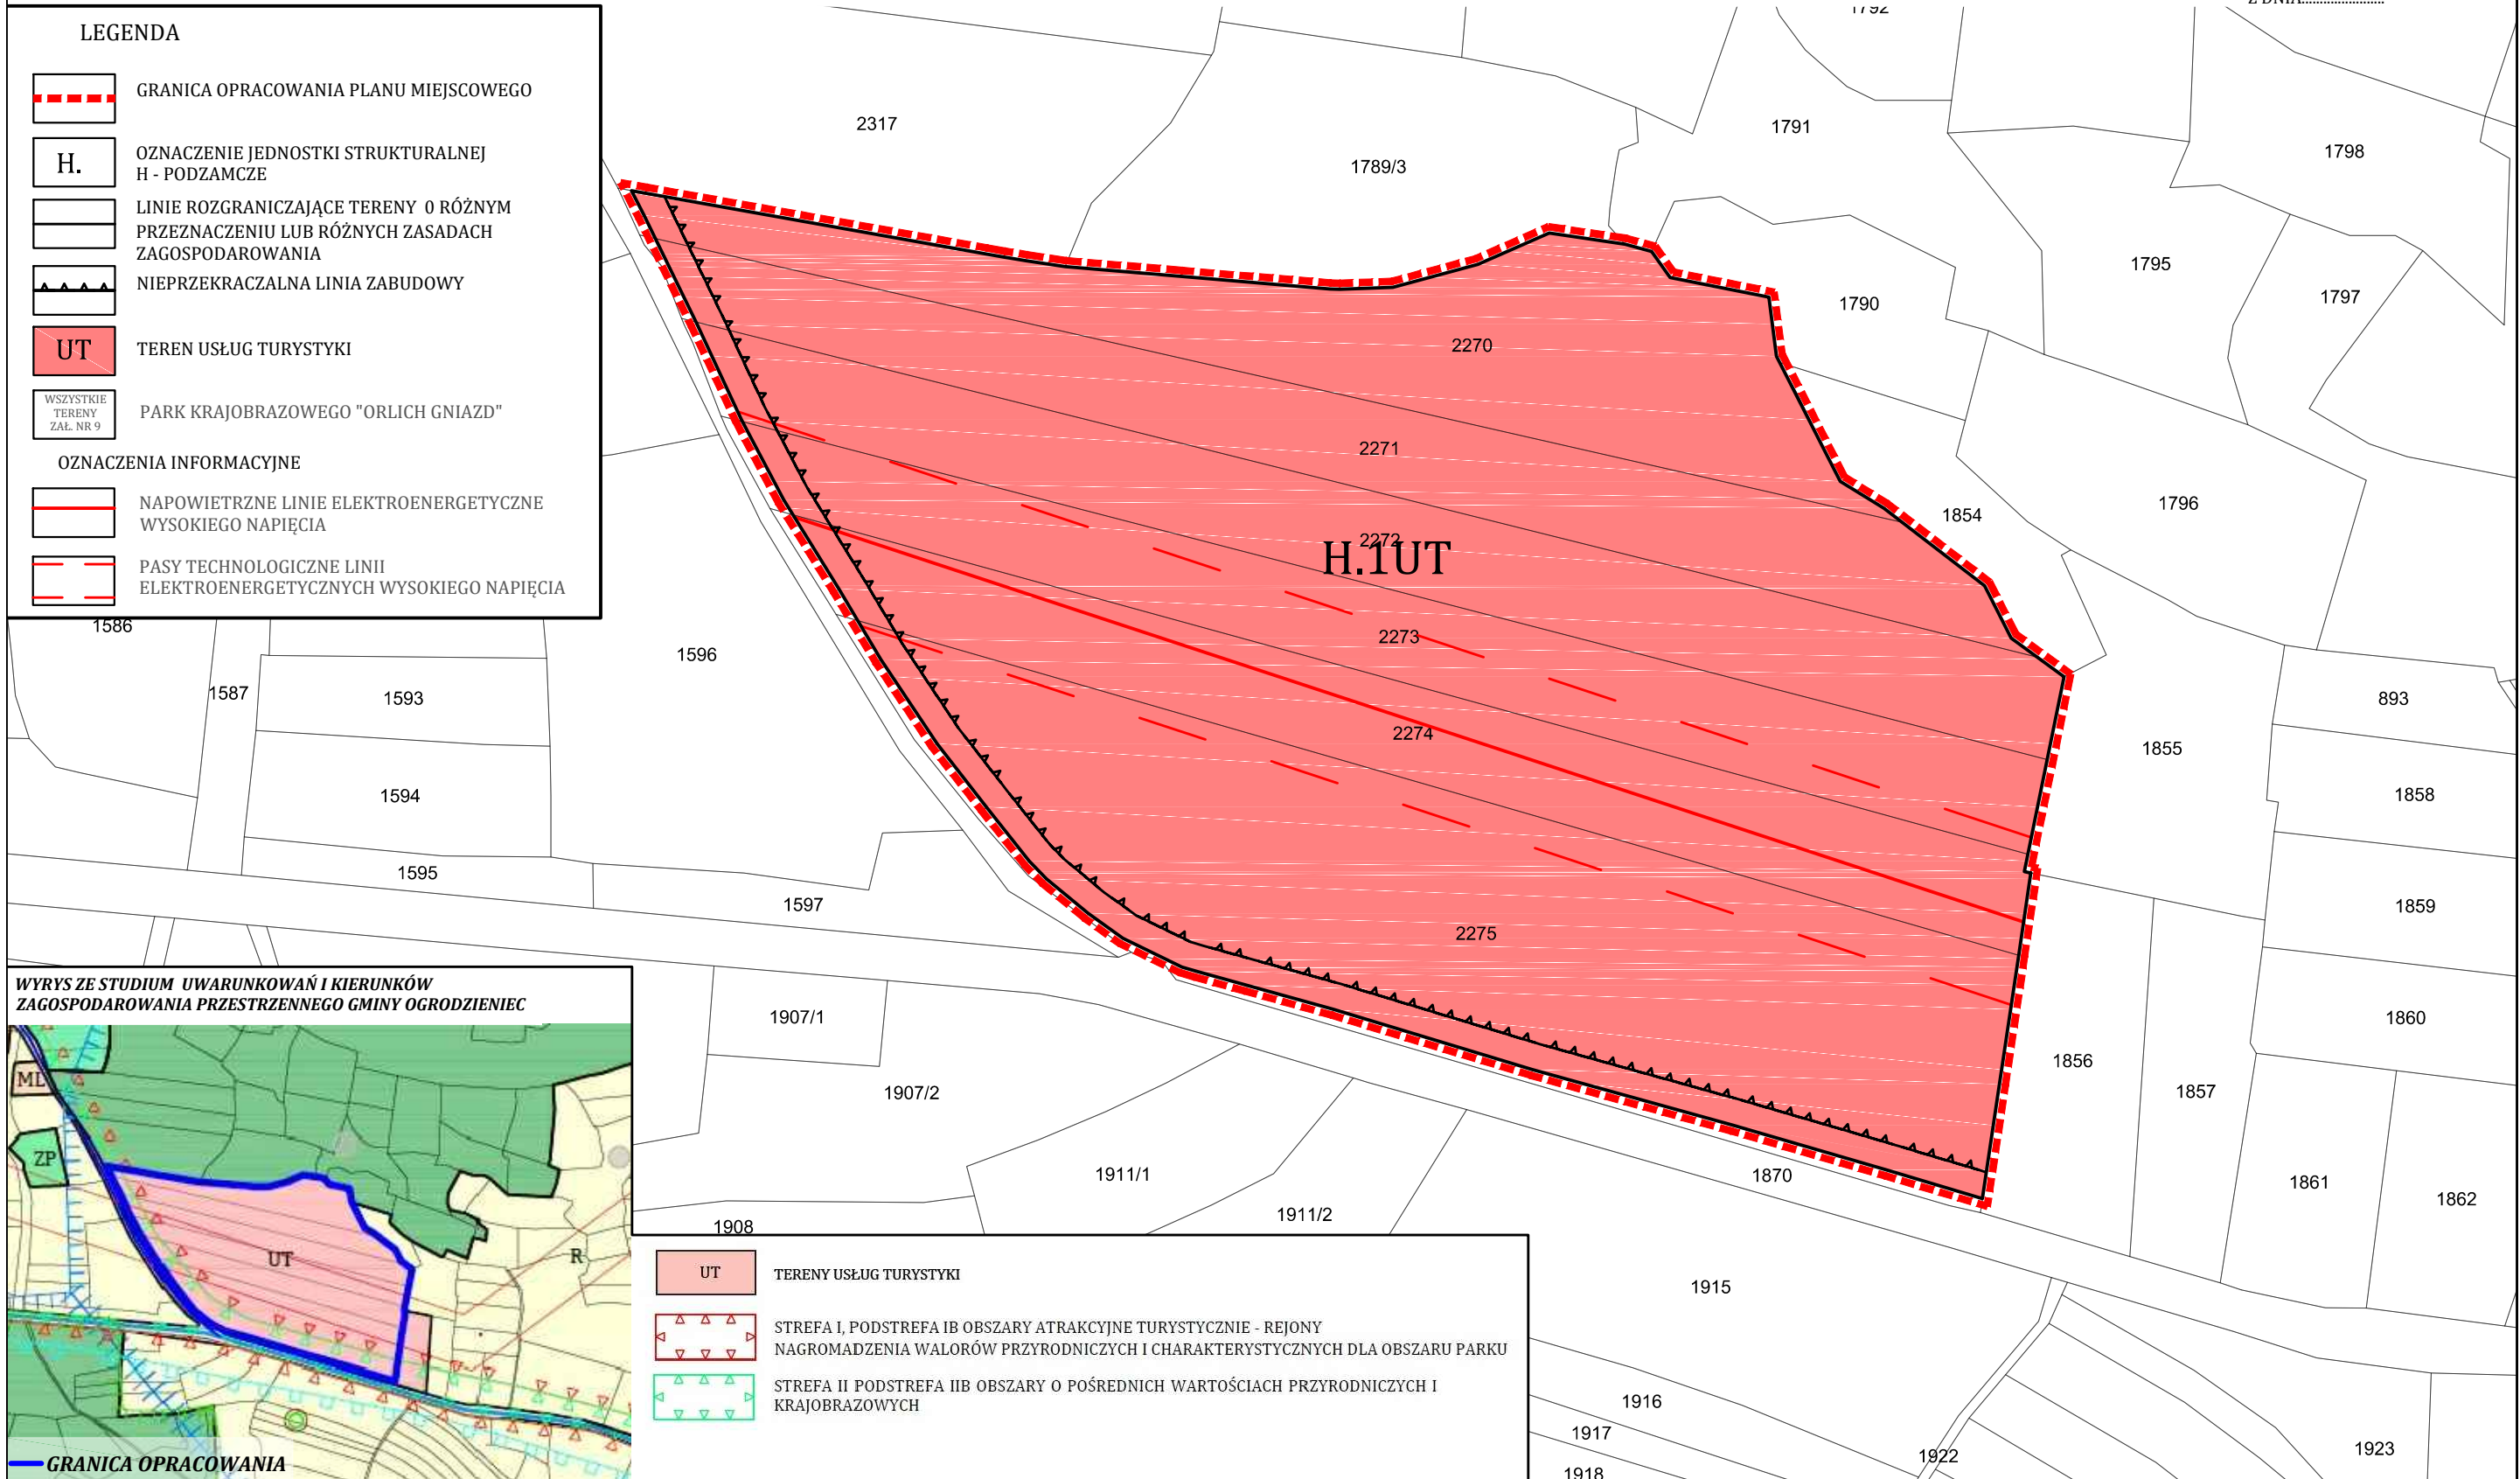 Z DNIA
LEGENDA
GRANICA OPRACOWANIA PLANU MIEJSCOWEGO
H.
OZNACZENIE JEDNOSTKI STRUKTURALNEJ
H - PODZAMCZE
LINIE ROZGRANICZAJĄCE TERENY 0 RÓŻNYM
PRZEZNACZENIU LUB RÓŻNYCH ZASADACH
ZAGOSPODAROWANIA
NIEPRZEKRACZALNA LINIA ZABUDOWY
UT
TEREN USŁUG TURYSTYKI
WSZYSTKIE
TERENY
ZAŁ. NR 9
PARK KRAJOBRAZOWEGO "ORLICH GNIAZD"
OZNACZENIA INFORMACYJNE
NAPOWIETRZNE LINIE ELEKTROENERGETYCZNE
WYSOKIEGO NAPIĘCIA
PASY TECHNOLOGICZNE LINII
ELEKTROENERGETYCZNYCH WYSOKIEGO NAPIĘCIA
1792
2317
1791
1789/3
1798
1795
1790
1797
2270
2271
1796
1854
2272
H.1UT
1586
2273
1596
1587
1593
893
2274
1855
1594
1858
1595
1597
1859
2275
1907/1
1860
1856
1907/2
1857
1911/1
1870
1861
1862
1911/2
1908
1915
1916
1917
1922
1923
1918
WYRYS ZE STUDIUM UWARUNKOWAŃ I KIERUNKÓW
ZAGOSPODAROWANIA PRZESTRZENNEGO GMINY OGRODZIENIEC
ML
ZP
UT
R
GRANICA OPRACOWANIA
UT
TERENY USŁUG TURYSTYKI
STREFA I, PODSTREFA IB OBSZARY ATRAKCYJNE TURYSTYCZNIE - REJONY
NAGROMADZENIA WALORÓW PRZYRODNICZYCH I CHARAKTERYSTYCZNYCH DLA OBSZARU PARKU
STREFA II PODSTREFA IIB OBSZARY O POŚREDNICH WARTOŚCIACH PRZYRODNICZYCH I
KRAJOBRAZOWYCH